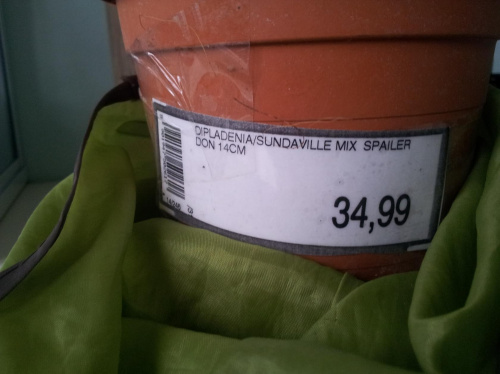 DIPLADENIA/SUNDAVILLE MIX SPAILER
DON 14CM
34,99